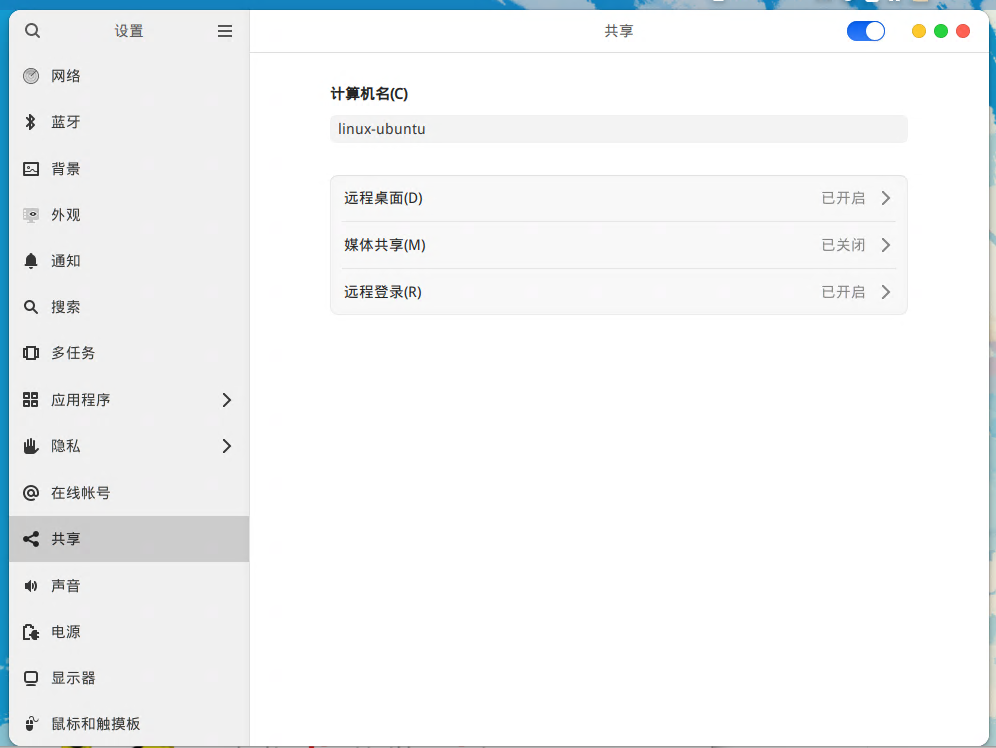 设置
共享
网络
蓝牙
背景
外观
通知
搜索
多任务
应用程序
隐私
在线帐号
共享
声音
电源
显示器
鼠标和触摸板
计算机名(C)
linux-ubuntu
远程桌面(D) 已开启
媒体共享(M) 已关闭
远程登录(R) 已开启